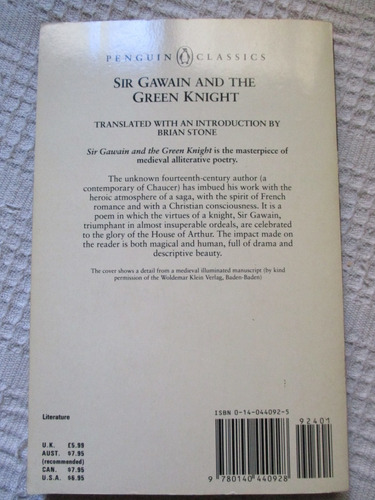 PENGUIN CLASSICS
SIR GAWAIN AND THE
GREEN KNIGHT
TRANSLATED WITH AN INTRODUCTION BY
BRIAN STONE
Sir Gawain and the Green Knight is the masterpiece of
medieval alliterative poetry.
The unknown fourteenth-century author (a
contemporary of Chaucer) has imbued his work with the
heroic atmosphere of a saga, with the spirit of French
romance and with a Christian consciousness. It is a
poem in which the virtues of a knight, Sir Gawain,
triumphant in almost insuperable ordeals, are celebrated
to the glory of the House of Arthur. The impact made on
the reader is both magical and human, full of drama and
descriptive beauty.
The cover shows a detail from a medieval illuminated manuscript (by kind
permission of the Woldemar Klein Verlag, Baden-Baden)
Literature
U.K. £5.99
AUST. $7.95
(recommended)
CAN. $7.95
U.S.A. $6.95
ISBN 0-14-044092-5
92401
9 780140 440928